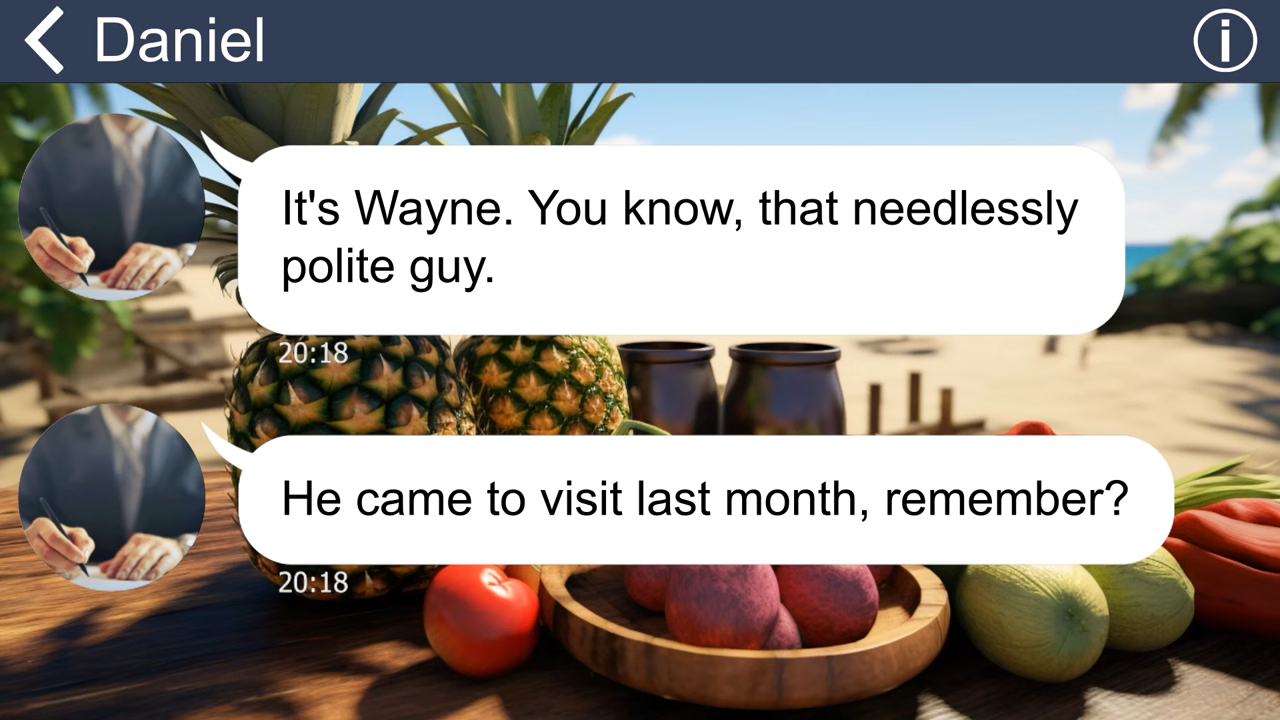 Daniel
It's Wayne. You know, that needlessly
polite guy.
20:18
He came to visit last month, remember?
20:18